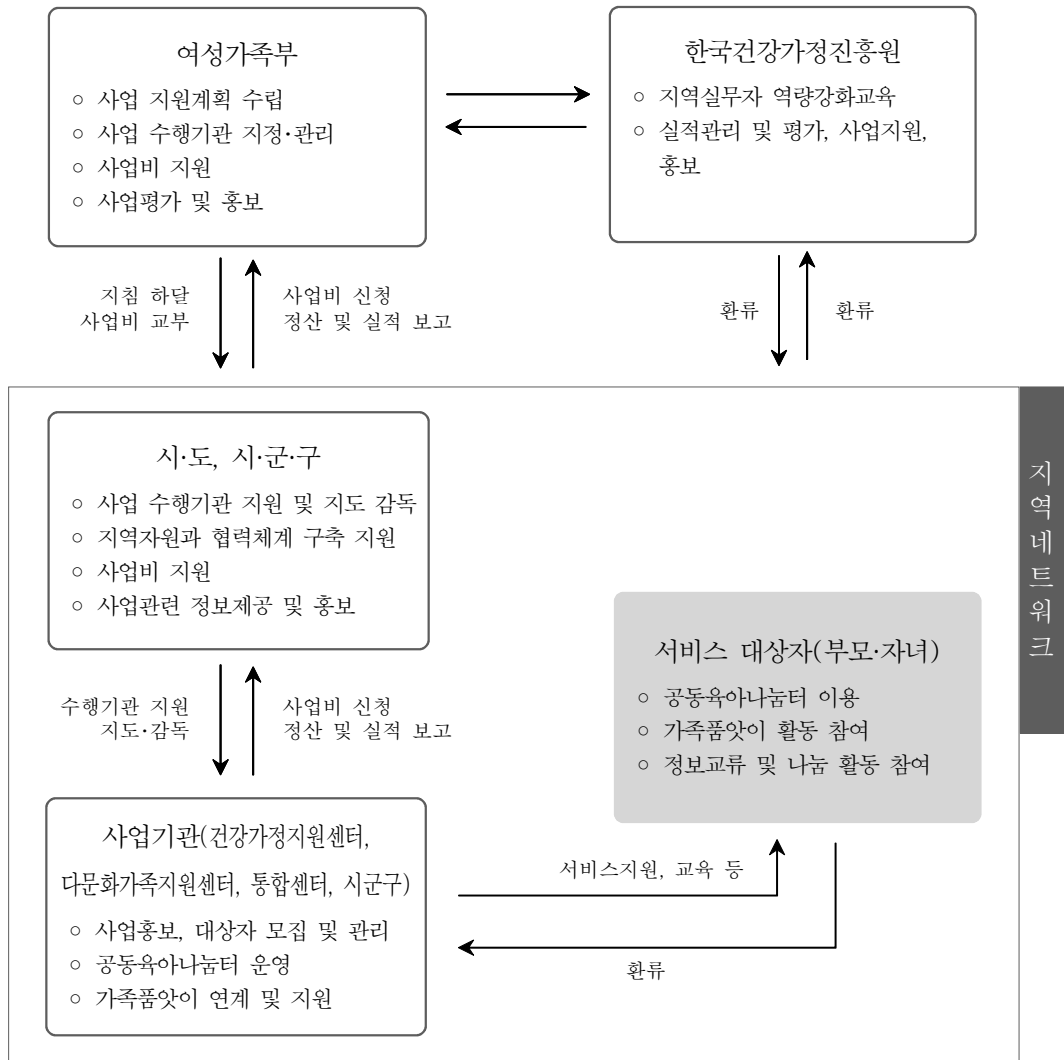 여성가족부
○ 사업 지원계획 수립
○ 사업 수행기관 지정·관리
○ 사업비 지원
○ 사업평가 및 홍보
한국건강가정진흥원
○ 지역실무자 역량강화교육
○ 실적관리 및 평가, 사업지원,
홍보
지침 하달
사업비 교부
사업비 신청
정산 및 실적 보고
환류
환류
지역네트워크
시·도, 시·군·구
○ 사업 수행기관 지원 및 지도 감독
○ 지역자원과 협력체계 구축 지원
○ 사업비 지원
○ 사업관련 정보제공 및 홍보
서비스 대상자(부모·자녀)
○ 공동육아나눔터 이용
○ 가족품앗이 활동 참여
○ 정보교류 및 나눔 활동 참여
수행기관 지원
지도·감독
사업비 신청
정산 및 실적 보고
사업기관(건강가정지원센터,
다문화가족지원센터, 통합센터, 시군구)
○ 사업홍보, 대상자 모집 및 관리
○ 공동육아나눔터 운영
○ 가족품앗이 연계 및 지원
서비스지원, 교육 등
환류